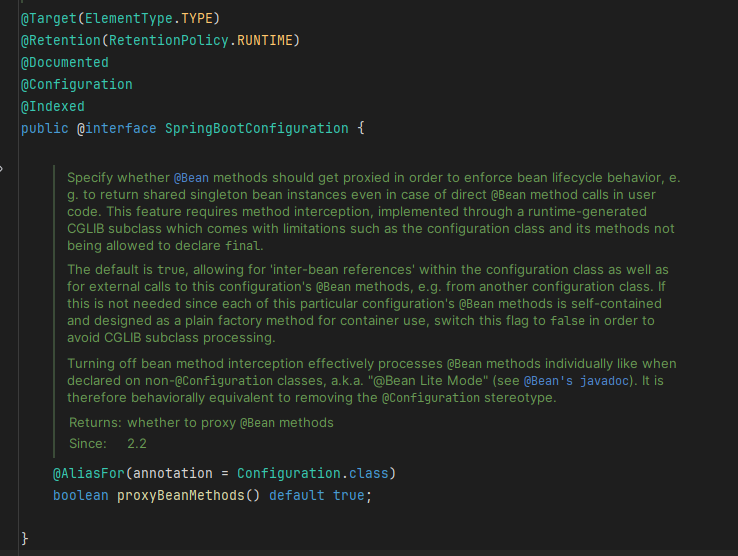 @Target(ElementType.TYPE)
@Retention(RetentionPolicy.RUNTIME)
@Documented
@Configuration
@Indexed
public @interface SpringBootConfiguration {
Specify whether @Bean methods should get proxied in order to enforce bean lifecycle behavior, e.
g. to return shared singleton bean instances even in case of direct @Bean method calls in user
code. This feature requires method interception, implemented through a runtime-generated
CGLIB subclass which comes with limitations such as the configuration class and its methods not
being allowed to declare final.
The default is true, allowing for 'inter-bean references' within the configuration class as well as
for external calls to this configuration's @Bean methods, e.g. from another configuration class. If
this is not needed since each of this particular configuration's @Bean methods is self-contained
and designed as a plain factory method for container use, switch this flag to false in order to
avoid CGLIB subclass processing.
Turning off bean method interception effectively processes @Bean methods individually like when
declared on non-@Configuration classes, a.k.a. "@Bean Lite Mode" (see @Bean's javadoc). It is
therefore behaviorally equivalent to removing the @Configuration stereotype.
Returns: whether to proxy @Bean methods
Since: 2.2
@AliasFor(annotation = Configuration.class)
boolean proxyBeanMethods() default true;
}